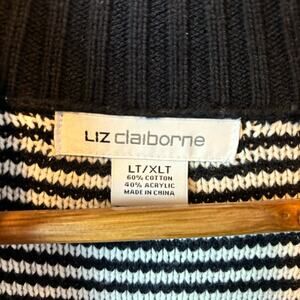 LIZ claiborne
LT/XLT
60% COTTON
40% ACRYLIC
MADE IN CHINA